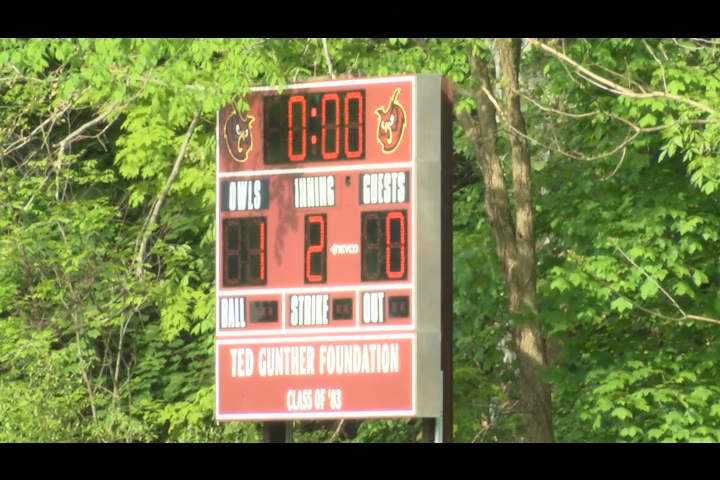 0:00
OWLS INNING GUESTS
1 2 NEVCO 0
BALL STRIKE OUT
TED GUNTHER FOUNDATION
CLASS OF '83